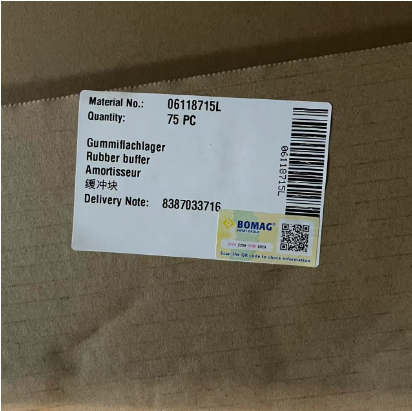 Material No.: 06118715L
Quantity: 75 PC
Gummiflachlager
Rubber buffer
Amortisseur
缓冲块
Delivery Note: 8387033716
06118715L
BOMAG
Scan the QR code to check information